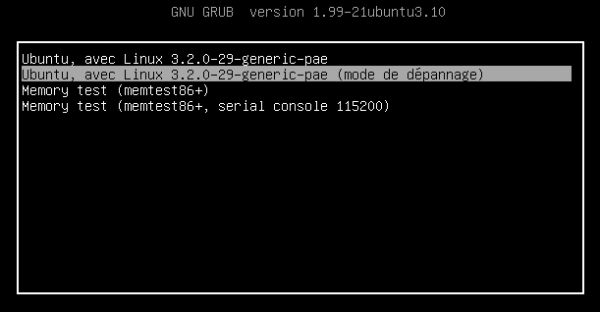 GNU GRUB  version 1.99-21ubuntu3.10
Ubuntu, avec Linux 3.2.0-29-generic-pae
Ubuntu, avec Linux 3.2.0-29-generic-pae (mode de dépannage)
Memory test (memtest86+)
Memory test (memtest86+, serial console 115200)